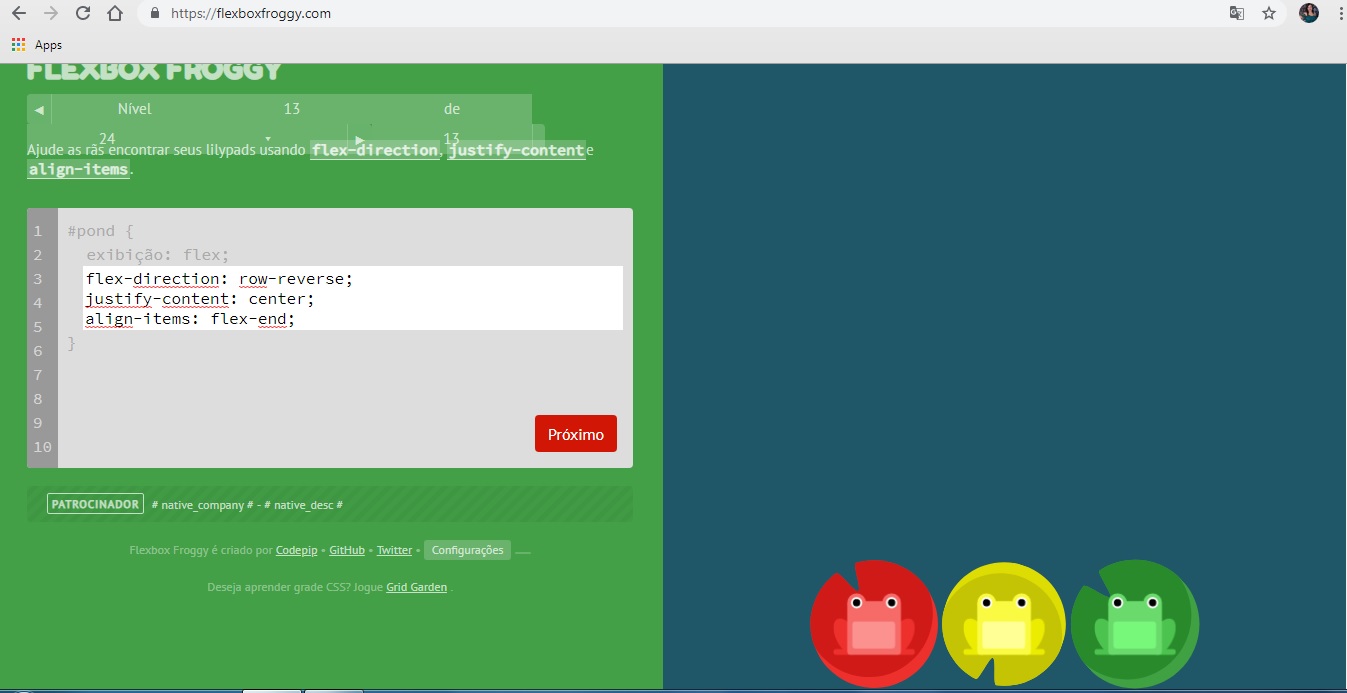 https://flexboxfroggy.com
Apps
FLEXBOX FROGGY
◀ Nível 13 de
24 ▾ ▶ 13
Ajude as rãs encontrar seus lilypads usando flex-direction, justify-content e
align-items.
1 #pond {
2 exibição: flex;
3 flex-direction: row-reverse;
4 justify-content: center;
5 align-items: flex-end;
6 }
7
8
9
10
Próximo
PATROCINADOR # native_company # - # native_desc #
Flexbox Froggy é criado por Codepip • GitHub • Twitter • Configurações
Deseja aprender grade CSS? Jogue Grid Garden .